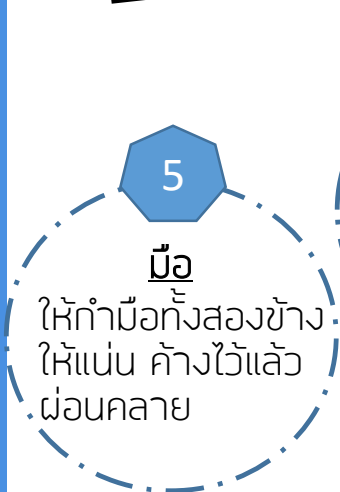 5
มือ
ให้กำมือทั้งสองข้าง
ให้แน่น ค้างไว้แล้ว
ผ่อนคลาย